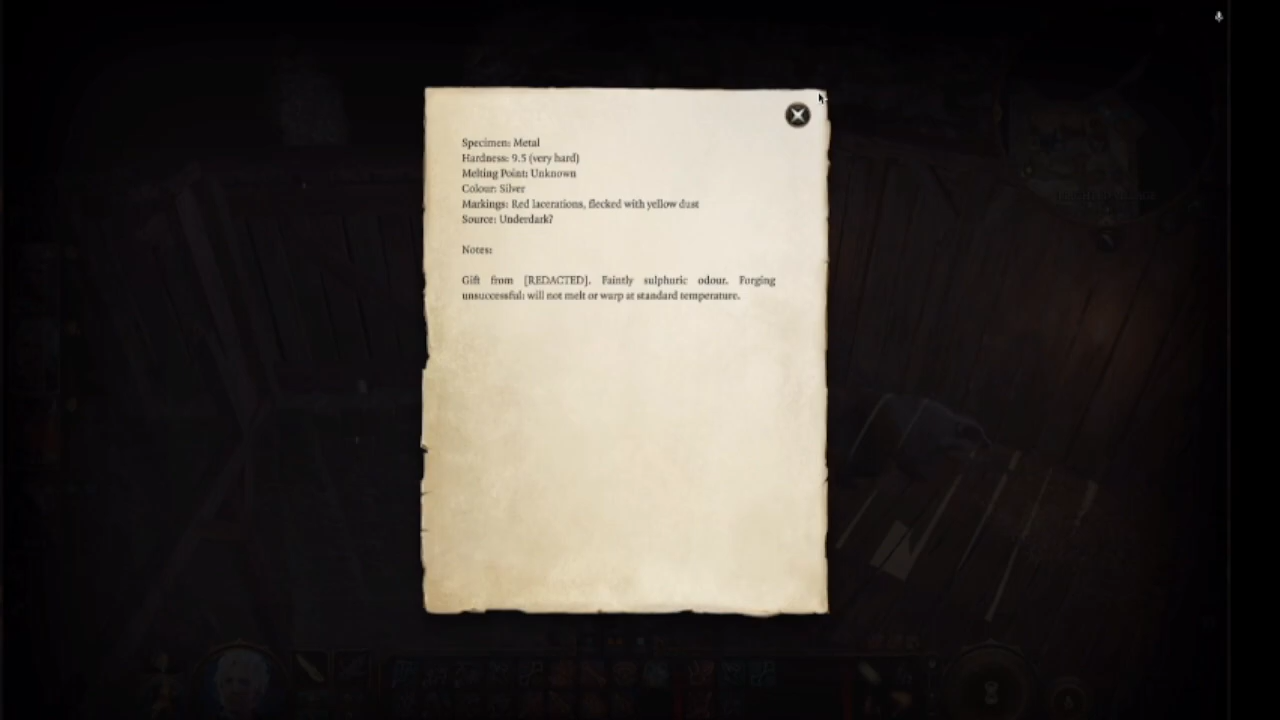 Specimen: Metal
Hardness: 9.5 (very hard)
Melting Point: Unknown
Colour: Silver
Markings: Red lacerations, flecked with yellow dust
Source: Underdark?
Notes:
Gift from [REDACTED]. Faintly sulphuric odour. Forging
unsuccessful: will not melt or warp at standard temperature.